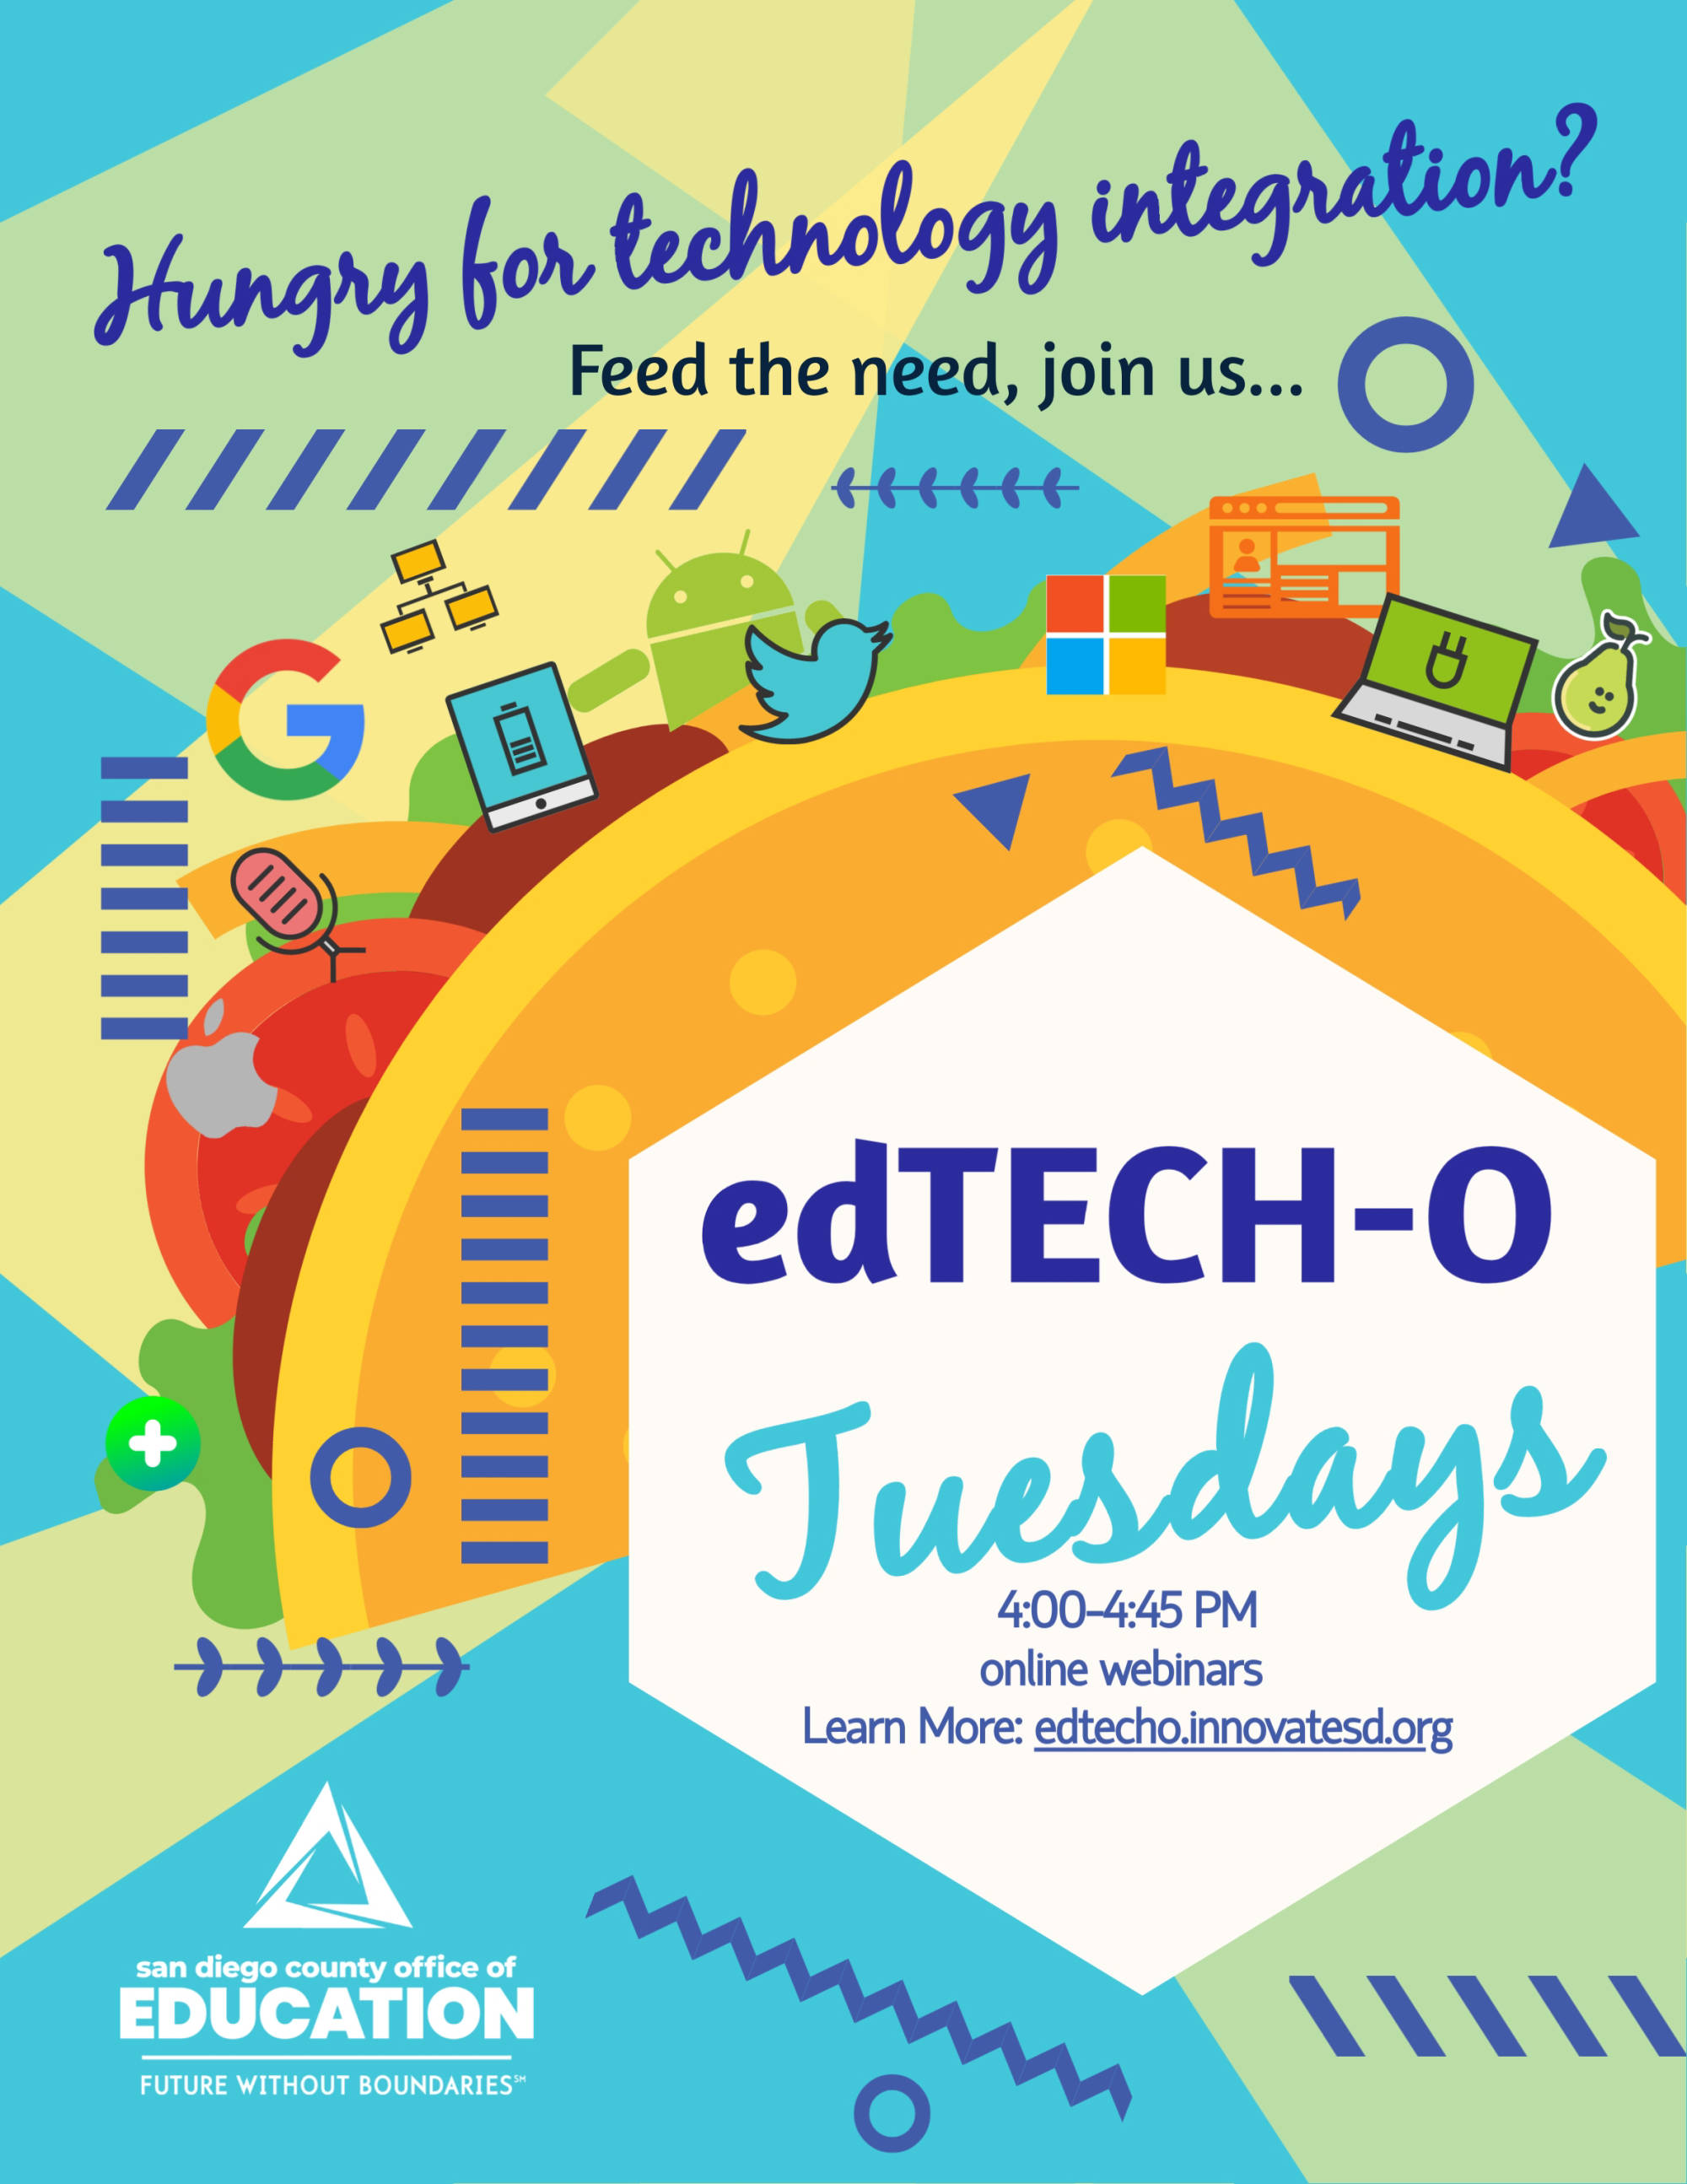 Hungry for technology integration?
Feed the need, join us...
edTECH-O
Tuesdays
4:00-4:45 PM
online webinars
Learn More: edtecho.innovatesd.org
san diego county office of
EDUCATION
FUTURE WITHOUT BOUNDARIES℠